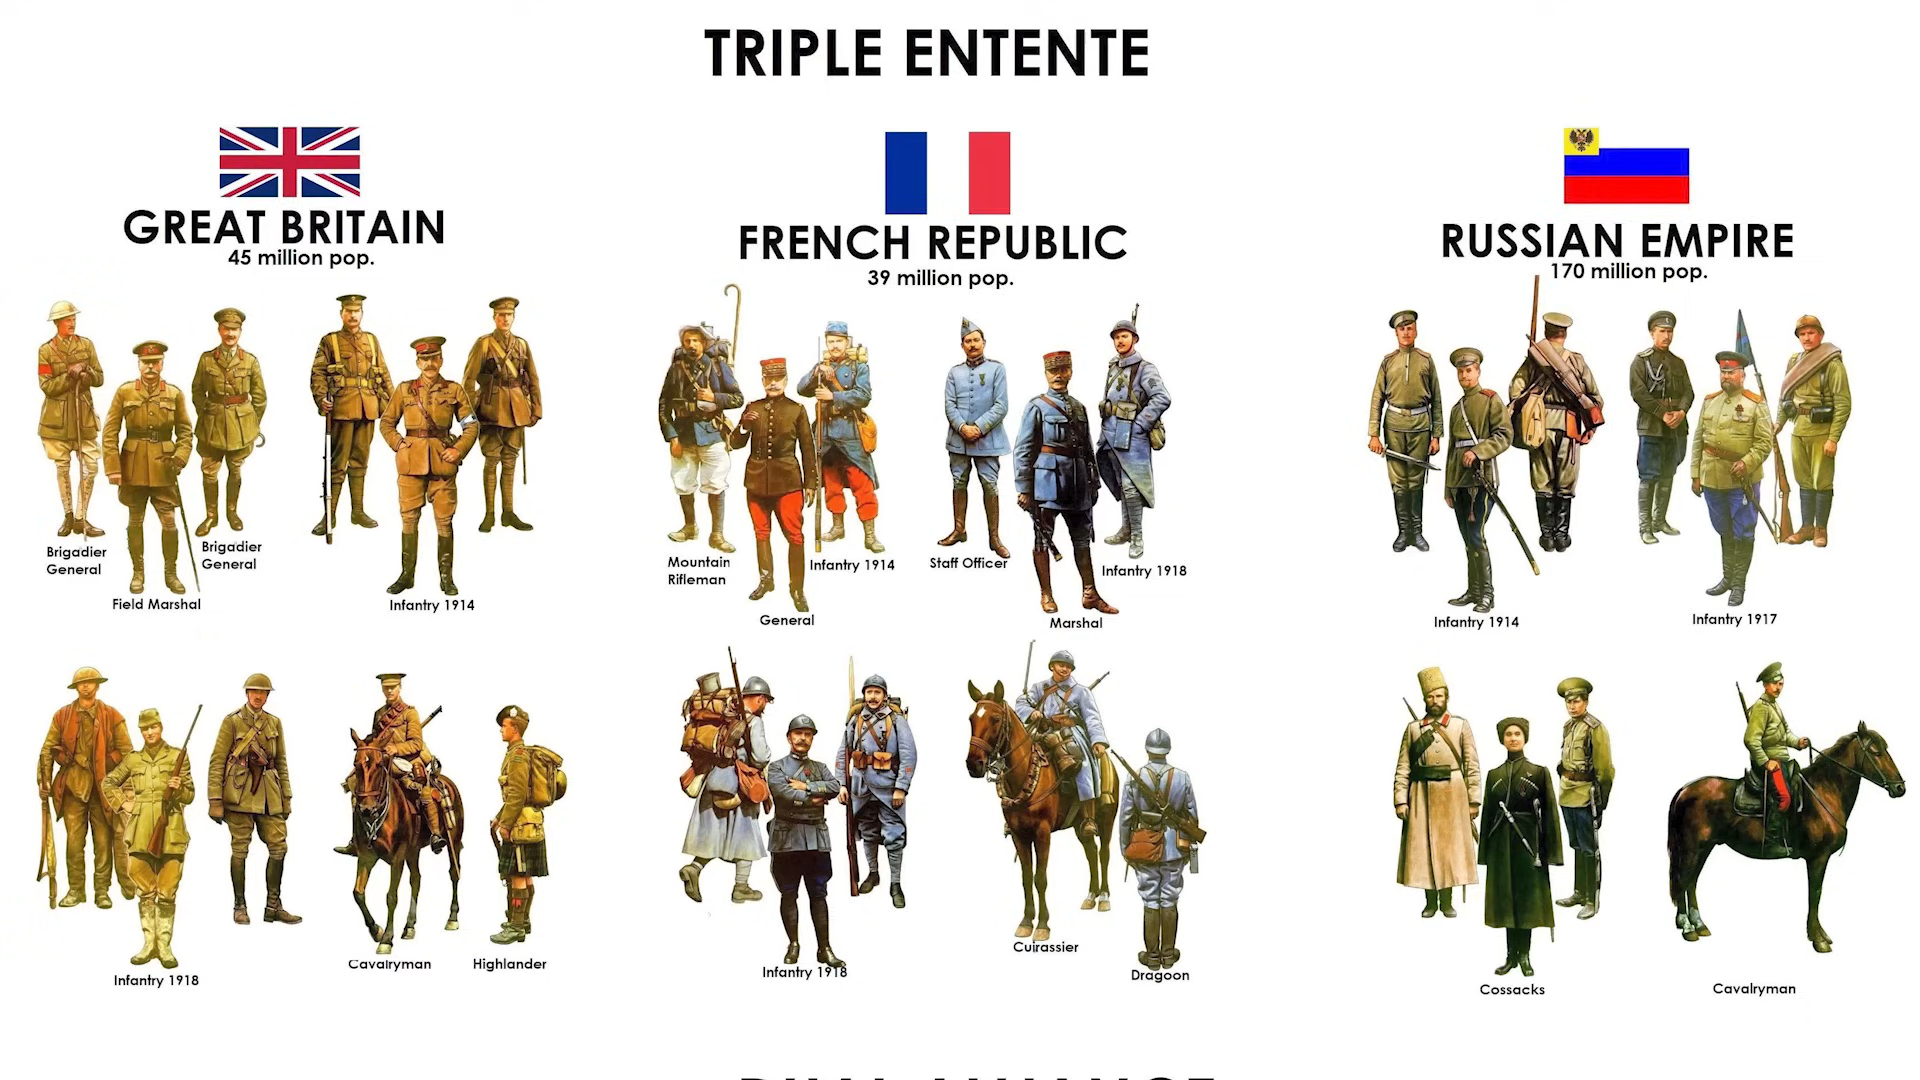 TRIPLE ENTENTE
GREAT BRITAIN
45 million pop.
Brigadier
General
Field Marshal
Brigadier
General
Infantry 1914
Infantry 1918
Cavalryman
Highlander
FRENCH REPUBLIC
39 million pop.
Mountain
Rifleman
General
Infantry 1914
Staff Officer
Marshal
Infantry 1918
Infantry 1918
Cuirassier
Dragoon
RUSSIAN EMPIRE
170 million pop.
Infantry 1914
Infantry 1917
Cossacks
Cavalryman